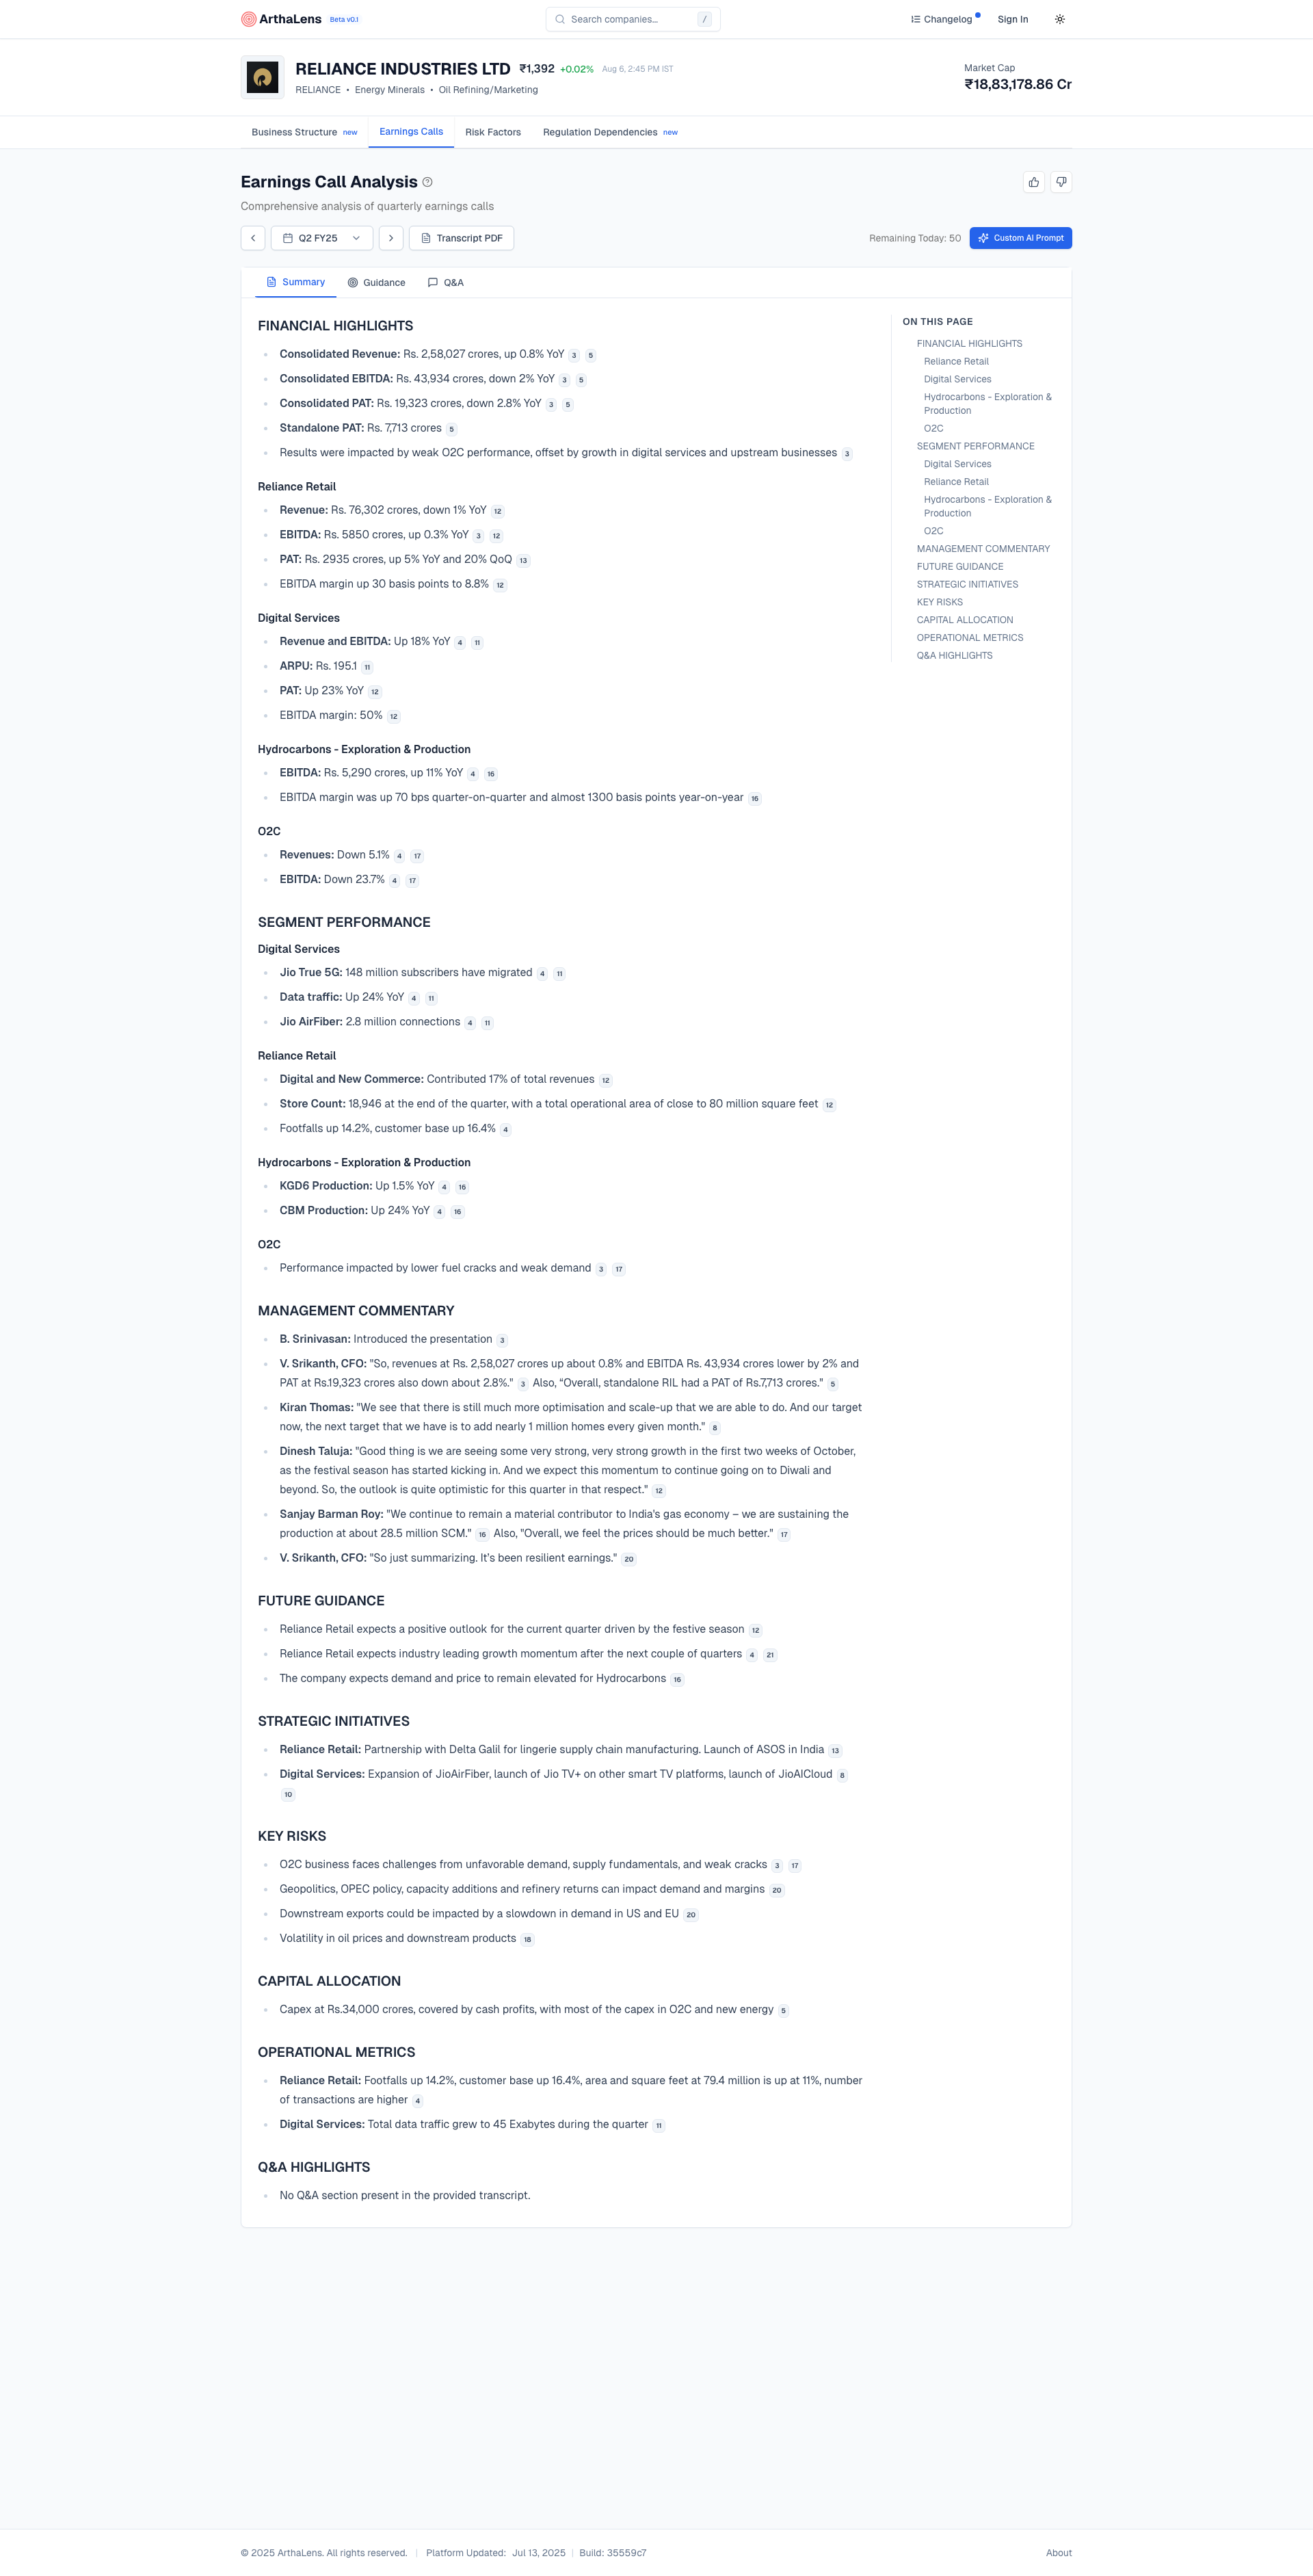 ArthaLens Beta v0.1
Search companies... /
Changelog Sign In
RELIANCE INDUSTRIES LTD ₹1,392 +0.02% Aug 6, 2:45 PM IST
RELIANCE • Energy Minerals • Oil Refining/Marketing
Market Cap
₹18,83,178.86 Cr
Business Structure new Earnings Calls Risk Factors Regulation Dependencies new
Earnings Call Analysis
Comprehensive analysis of quarterly earnings calls
Q2 FY25 Transcript PDF Remaining Today: 50 Custom AI Prompt
Summary Guidance Q&A
FINANCIAL HIGHLIGHTS
Consolidated Revenue: Rs. 2,58,027 crores, up 0.8% YoY 3 5
Consolidated EBITDA: Rs. 43,934 crores, down 2% YoY 3 5
Consolidated PAT: Rs. 19,323 crores, down 2.8% YoY 3 5
Standalone PAT: Rs. 7,713 crores 5
Results were impacted by weak O2C performance, offset by growth in digital services and upstream businesses 3
Reliance Retail
Revenue: Rs. 76,302 crores, down 1% YoY 12
EBITDA: Rs. 5850 crores, up 0.3% YoY 3 12
PAT: Rs. 2935 crores, up 5% YoY and 20% QoQ 13
EBITDA margin up 30 basis points to 8.8% 12
Digital Services
Revenue and EBITDA: Up 18% YoY 4 11
ARPU: Rs. 195.1 11
PAT: Up 23% YoY 12
EBITDA margin: 50% 12
Hydrocarbons - Exploration & Production
EBITDA: Rs. 5,290 crores, up 11% YoY 4 16
EBITDA margin was up 70 bps quarter-on-quarter and almost 1300 basis points year-on-year 16
O2C
Revenues: Down 5.1% 4 17
EBITDA: Down 23.7% 4 17
SEGMENT PERFORMANCE
Digital Services
Jio True 5G: 148 million subscribers have migrated 4 11
Data traffic: Up 24% YoY 4 11
Jio AirFiber: 2.8 million connections 4 11
Reliance Retail
Digital and New Commerce: Contributed 17% of total revenues 12
Store Count: 18,946 at the end of the quarter, with a total operational area of close to 80 million square feet 12
Footfalls up 14.2%, customer base up 16.4% 4
Hydrocarbons - Exploration & Production
KGD6 Production: Up 1.5% YoY 4 16
CBM Production: Up 24% YoY 4 16
O2C
Performance impacted by lower fuel cracks and weak demand 3 17
MANAGEMENT COMMENTARY
B. Srinivasan: Introduced the presentation 3
V. Srikanth, CFO: "So, revenues at Rs. 2,58,027 crores up about 0.8% and EBITDA Rs. 43,934 crores lower by 2% and
PAT at Rs.19,323 crores also down about 2.8%." 3 Also, “Overall, standalone RIL had a PAT of Rs.7,713 crores." 5
Kiran Thomas: "We see that there is still much more optimisation and scale-up that we are able to do. And our target
now, the next target that we have is to add nearly 1 million homes every given month." 8
Dinesh Taluja: "Good thing is we are seeing some very strong, very strong growth in the first two weeks of October,
as the festival season has started kicking in. And we expect this momentum to continue going on to Diwali and
beyond. So, the outlook is quite optimistic for this quarter in that respect." 12
Sanjay Barman Roy: "We continue to remain a material contributor to India's gas economy – we are sustaining the
production at about 28.5 million SCM." 16 Also, "Overall, we feel the prices should be much better." 17
V. Srikanth, CFO: "So just summarizing. It's been resilient earnings." 20
FUTURE GUIDANCE
Reliance Retail expects a positive outlook for the current quarter driven by the festive season 12
Reliance Retail expects industry leading growth momentum after the next couple of quarters 4 21
The company expects demand and price to remain elevated for Hydrocarbons 16
STRATEGIC INITIATIVES
Reliance Retail: Partnership with Delta Galil for lingerie supply chain manufacturing. Launch of ASOS in India 13
Digital Services: Expansion of JioAirFiber, launch of Jio TV+ on other smart TV platforms, launch of JioAICloud 8
10
KEY RISKS
O2C business faces challenges from unfavorable demand, supply fundamentals, and weak cracks 3 17
Geopolitics, OPEC policy, capacity additions and refinery returns can impact demand and margins 20
Downstream exports could be impacted by a slowdown in demand in US and EU 20
Volatility in oil prices and downstream products 18
CAPITAL ALLOCATION
Capex at Rs.34,000 crores, covered by cash profits, with most of the capex in O2C and new energy 5
OPERATIONAL METRICS
Reliance Retail: Footfalls up 14.2%, customer base up 16.4%, area and square feet at 79.4 million is up at 11%, number
of transactions are higher 4
Digital Services: Total data traffic grew to 45 Exabytes during the quarter 11
Q&A HIGHLIGHTS
No Q&A section present in the provided transcript.
ON THIS PAGE
FINANCIAL HIGHLIGHTS
Reliance Retail
Digital Services
Hydrocarbons - Exploration &
Production
O2C
SEGMENT PERFORMANCE
Digital Services
Reliance Retail
Hydrocarbons - Exploration &
Production
O2C
MANAGEMENT COMMENTARY
FUTURE GUIDANCE
STRATEGIC INITIATIVES
KEY RISKS
CAPITAL ALLOCATION
OPERATIONAL METRICS
Q&A HIGHLIGHTS
© 2025 ArthaLens. All rights reserved. | Platform Updated: Jul 13, 2025 | Build: 35559c7
About